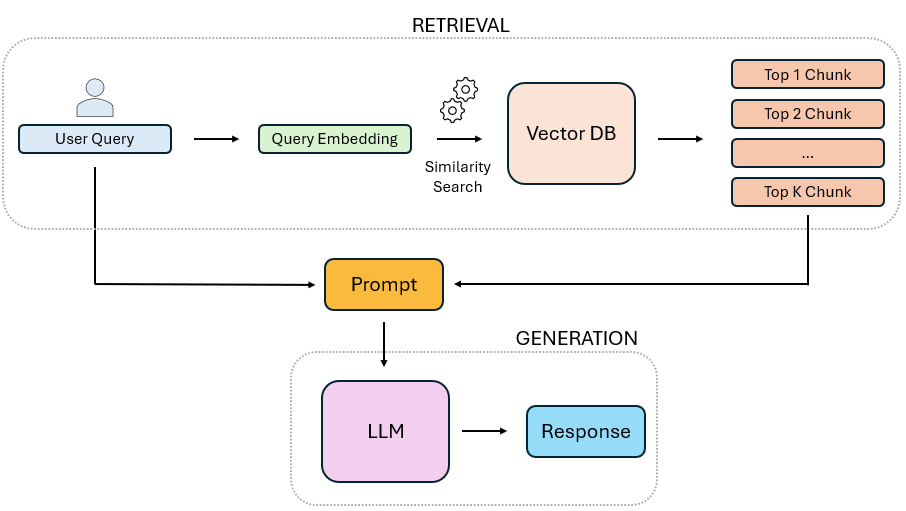 RETRIEVAL
User Query
Query Embedding
Similarity
Search
Vector DB
Top 1 Chunk
Top 2 Chunk
...
Top K Chunk
Prompt
GENERATION
LLM
Response